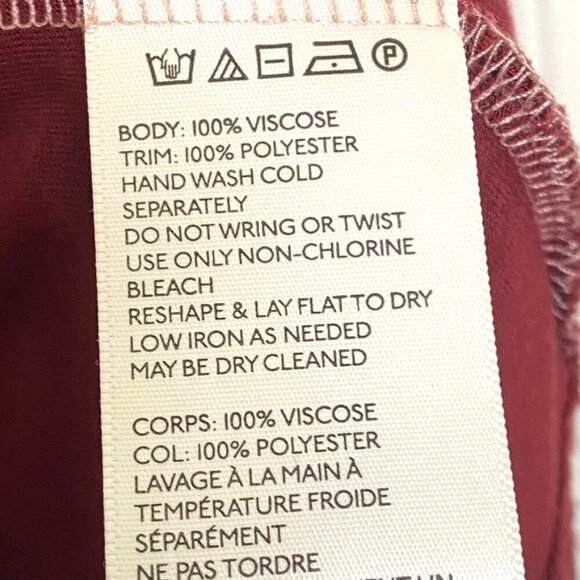 P
BODY: 100% VISCOSE
TRIM: 100% POLYESTER
HAND WASH COLD
SEPARATELY
DO NOT WRING OR TWIST
USE ONLY NON-CHLORINE
BLEACH
RESHAPE & LAY FLAT TO DRY
LOW IRON AS NEEDED
MAY BE DRY CLEANED
CORPS: 100% VISCOSE
COL: 100% POLYESTER
LAVAGE À LA MAIN À
TEMPÉRATURE FROIDE
SÉPARÉMENT
NE PAS TORDRE